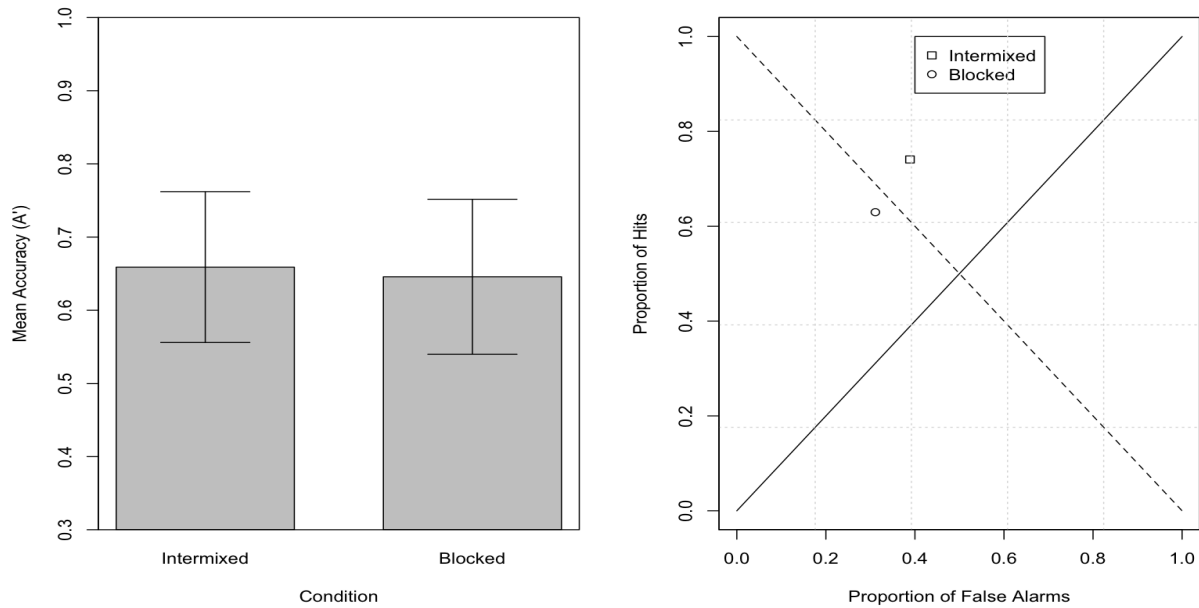 Mean Accuracy (A')
1.0
0.9
0.8
0.7
0.6
0.5
0.4
0.3
Intermixed Blocked
Condition
Proportion of Hits
1.0
0.8
0.6
0.4
0.2
0.0
Intermixed
Blocked
0.0 0.2 0.4 0.6 0.8 1.0
Proportion of False Alarms